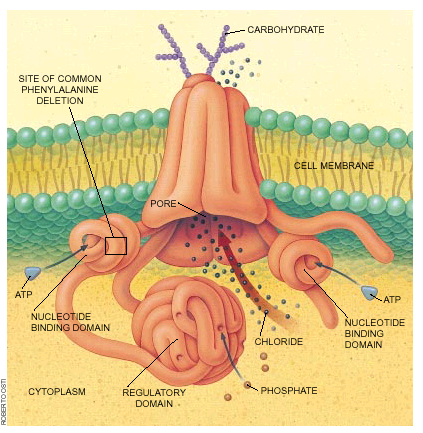 CARBOHYDRATE
SITE OF COMMON
PHENYLALANINE
DELETION
CELL MEMBRANE
PORE
ATP
NUCLEOTIDE
BINDING DOMAIN
ATP
NUCLEOTIDE
BINDING
DOMAIN
CHLORIDE
CYTOPLASM
REGULATORY
DOMAIN
PHOSPHATE
ROBERTO OSTI